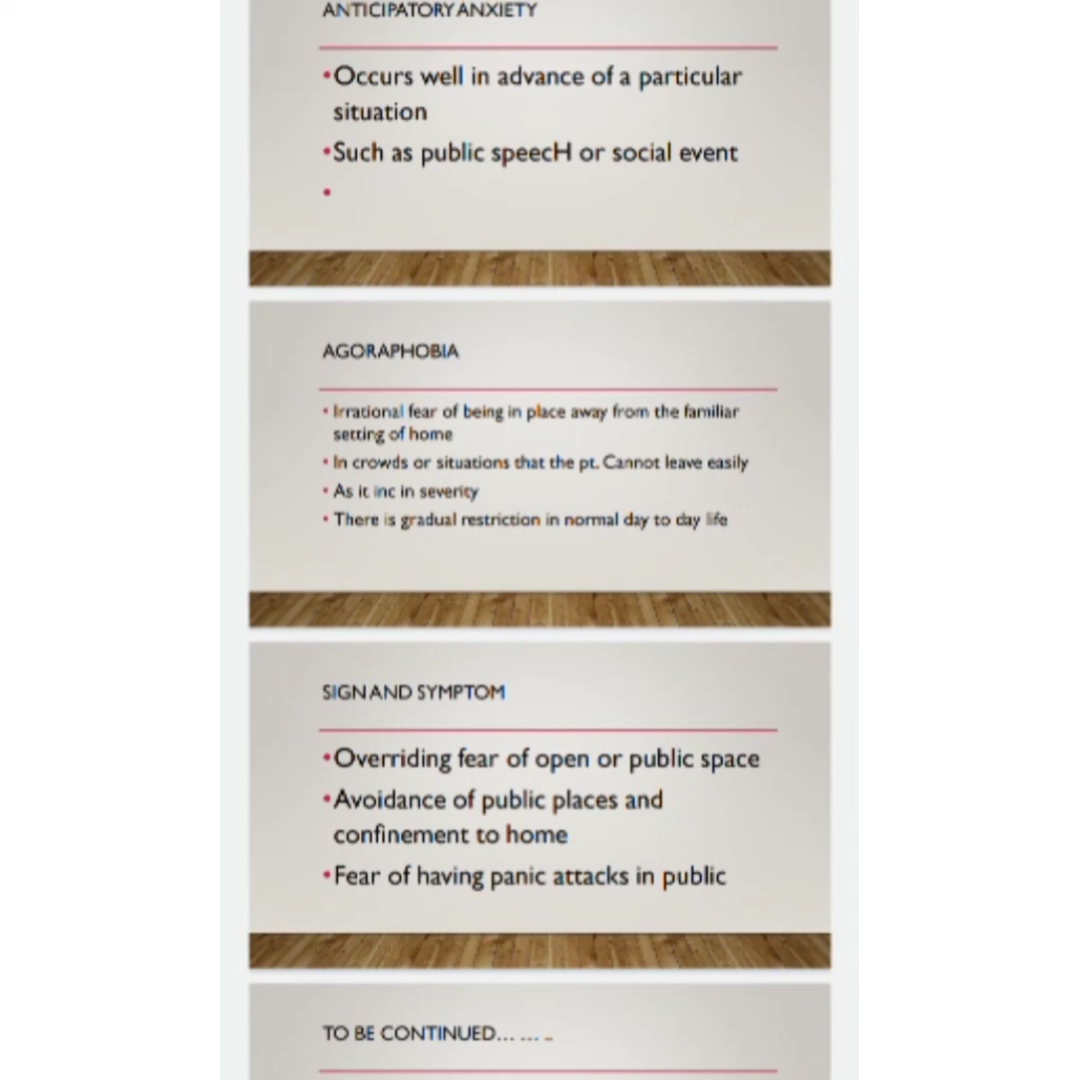 ANTICIPATORY ANXIETY
•Occurs well in advance of a particular
situation
•Such as public speecH or social event
•
AGORAPHOBIA
• Irrational fear of being in place away from the familiar
setting of home
• In crowds or situations that the pt. Cannot leave easily
• As it inc in severity
• There is gradual restriction in normal day to day life
SIGN AND SYMPTOM
•Overriding fear of open or public space
•Avoidance of public places and
confinement to home
•Fear of having panic attacks in public
TO BE CONTINUED... ... ..